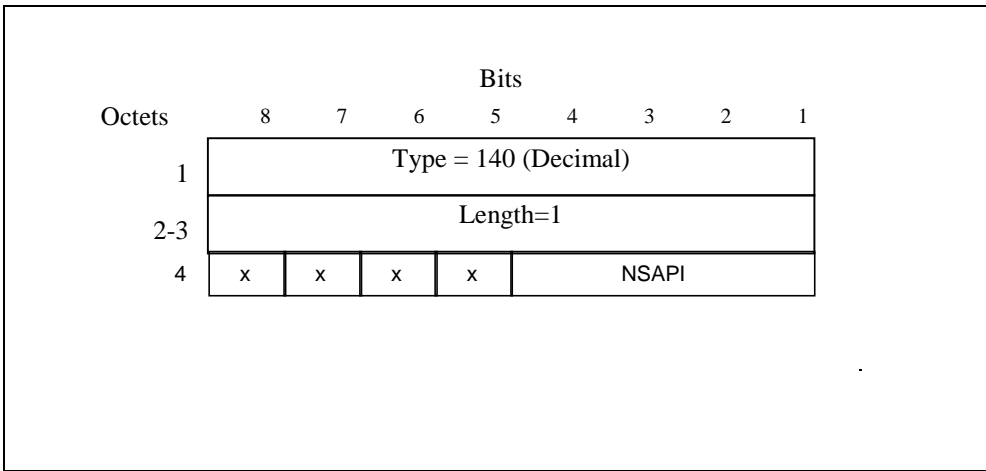 Bits
Octets 8 7 6 5 4 3 2 1
1 Type = 140 (Decimal)
2-3 Length=1
4 x x x x NSAPI
.